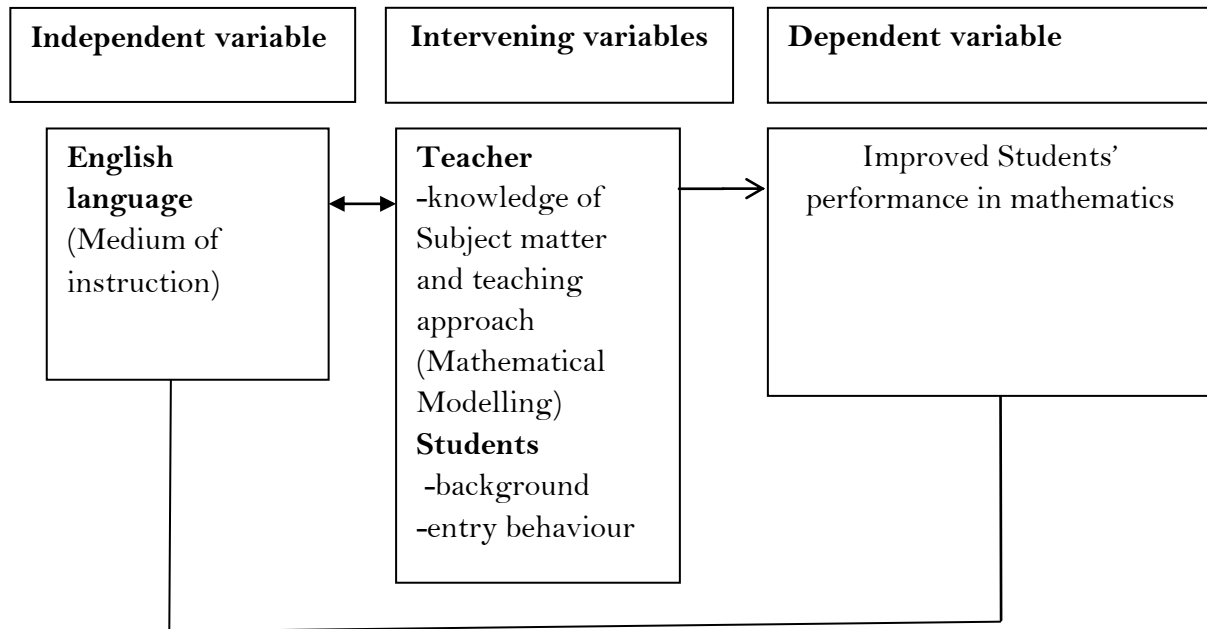 Independent variable
Intervening variables
Dependent variable
English
language
(Medium of
instruction)
Teacher
-knowledge of
Subject matter
and teaching
approach
(Mathematical
Modelling)
Students
-background
-entry behaviour
Improved Students’
performance in mathematics